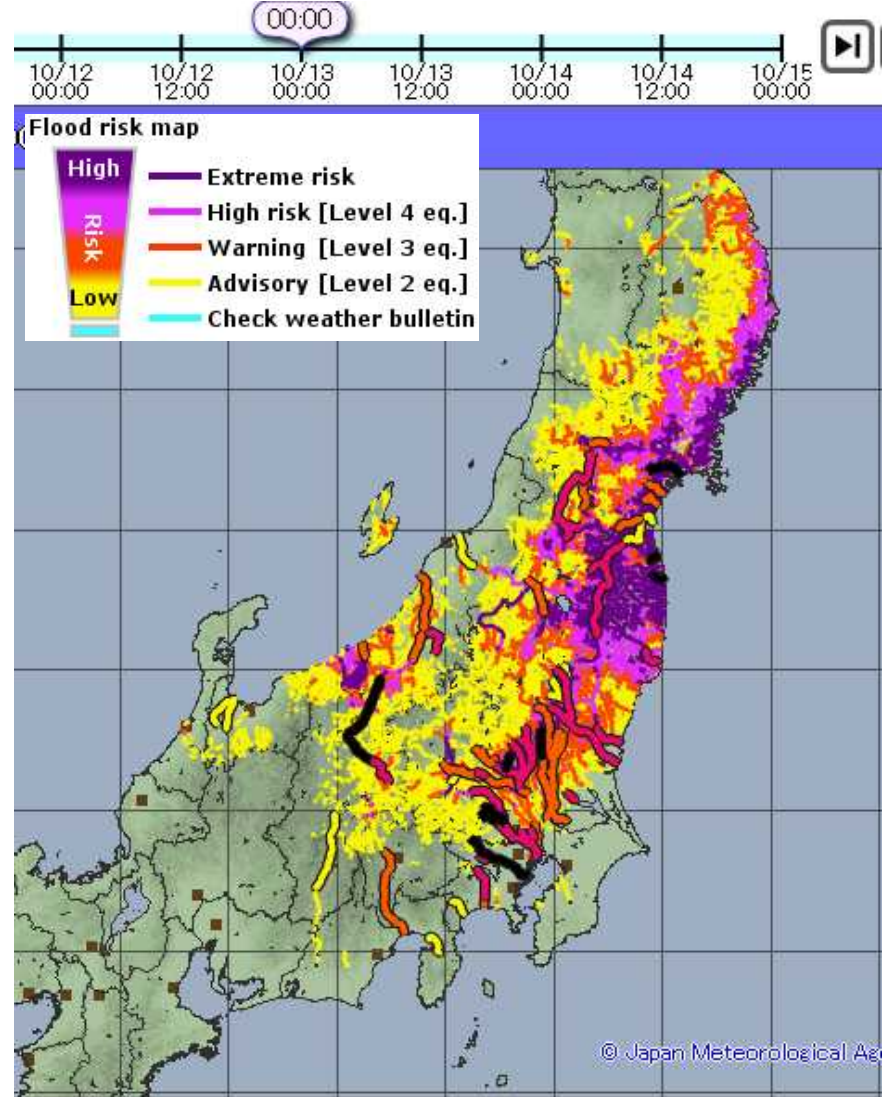 00:00
10/12 10/12 10/13 10/13 10/14 10/14 10/15
00:00 12:00 00:00 12:00 00:00 12:00 00:00
Flood risk map
High
Risk
Low
Extreme risk
High risk [Level 4 eq.]
Warning [Level 3 eq.]
Advisory [Level 2 eq.]
Check weather bulletin
© Japan Meteorological